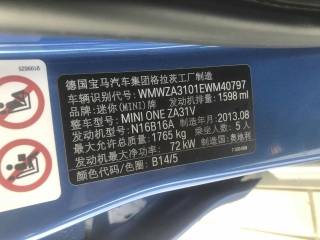 德国宝马汽车集团格拉茨工厂制造
车辆识别代号:WMWZA3101EWM40797
品牌:迷你(MINI)牌 发动机排量:1598 ml
整车型号:MINI ONE ZA31V
发动机型号:N16B16A 制造年月:2013.08
最大允许总质量:1765 kg 乘坐人数:5 人
发动机最大净功率:72 kW 制造国:奥地利
颜色代码/色圈:B14/5